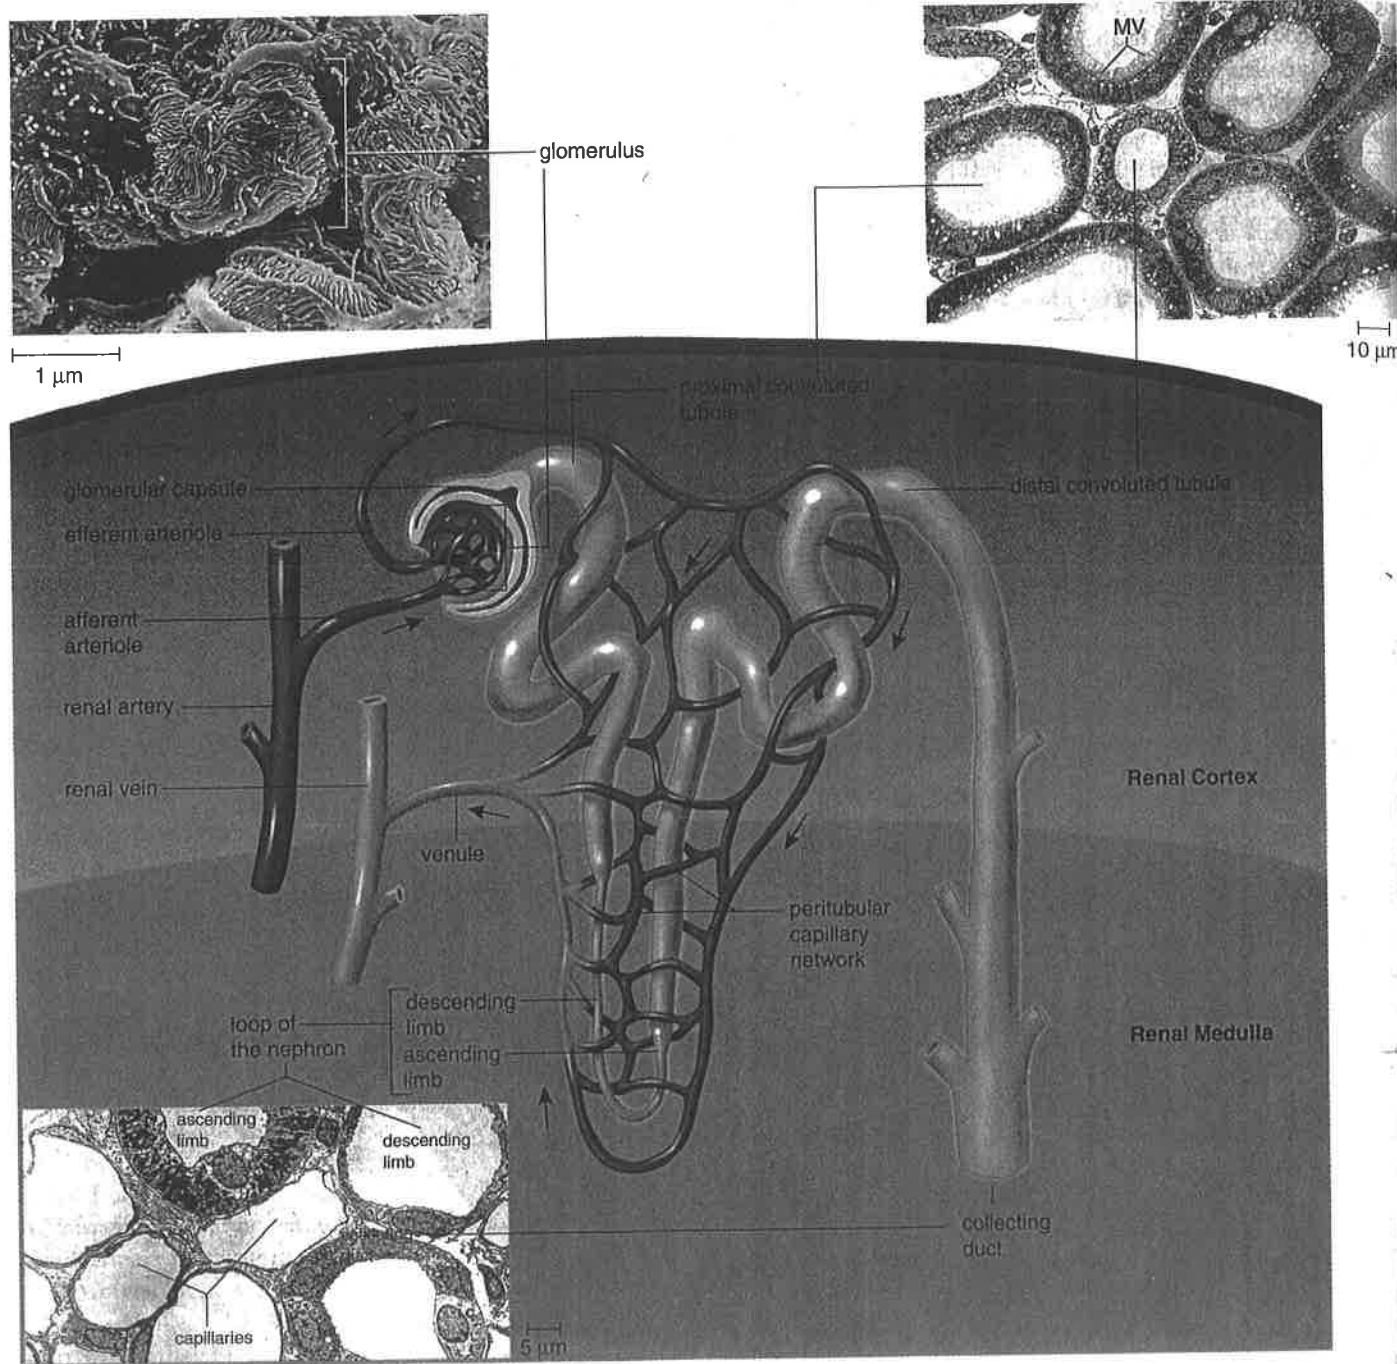 MV
glomerulus
1 μm
10 μm
proximal convoluted
tubule
glomerular capsule
distal convoluted tubule
efferent arteriole
afferent
arteriole
renal artery
renal vein
Renal Cortex
venule
peritubular
capillary
network
descending
limb
loop of
the nephron
ascending
limb
Renal Medulla
ascending
limb
descending
limb
collecting
duct
capillaries
5 μm